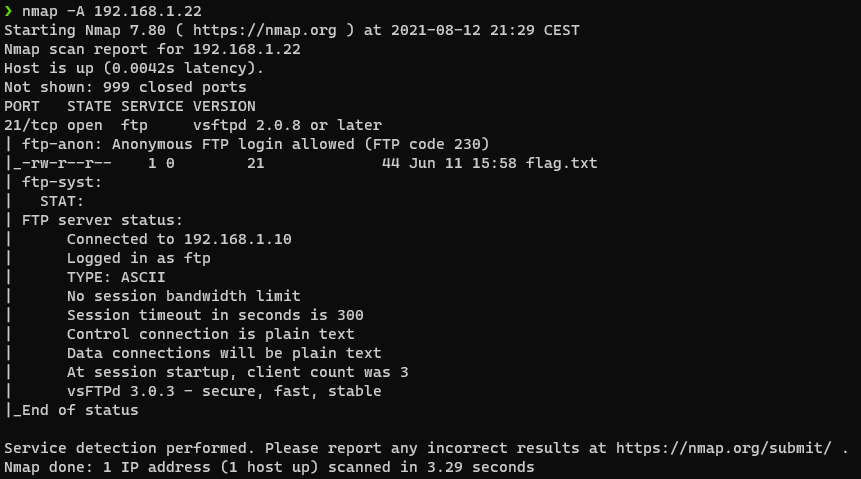 ❯ nmap -A 192.168.1.22
Starting Nmap 7.80 ( https://nmap.org ) at 2021-08-12 21:29 CEST
Nmap scan report for 192.168.1.22
Host is up (0.0042s latency).
Not shown: 999 closed ports
PORT   STATE SERVICE VERSION
21/tcp open  ftp     vsftpd 2.0.8 or later
| ftp-anon: Anonymous FTP login allowed (FTP code 230)
|_-rw-r--r--    1 0        21             44 Jun 11 15:58 flag.txt
| ftp-syst:
|   STAT:
| FTP server status:
|      Connected to 192.168.1.10
|      Logged in as ftp
|      TYPE: ASCII
|      No session bandwidth limit
|      Session timeout in seconds is 300
|      Control connection is plain text
|      Data connections will be plain text
|      At session startup, client count was 3
|      vsFTPd 3.0.3 - secure, fast, stable
|_End of status

Service detection performed. Please report any incorrect results at https://nmap.org/submit/ .
Nmap done: 1 IP address (1 host up) scanned in 3.29 seconds